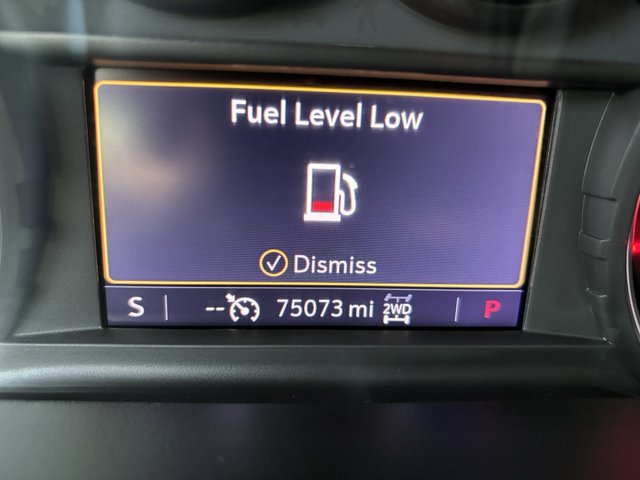 Fuel Level Low
Dismiss
S -- 75073 mi 2WD P